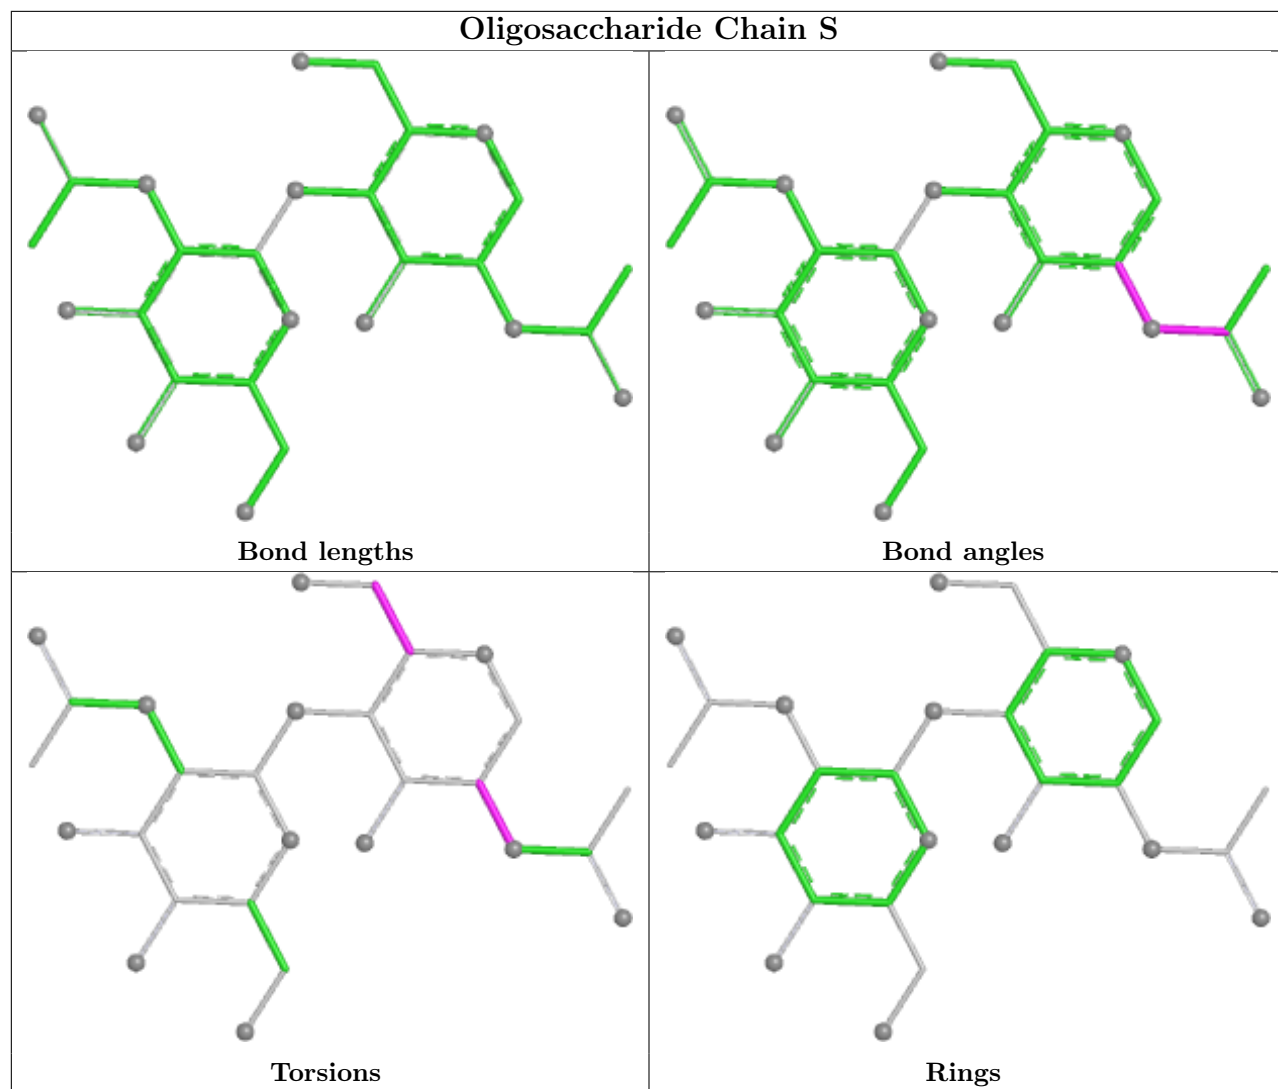 Oligosaccharide Chain S
Bond lengths
Bond angles
Torsions
Rings